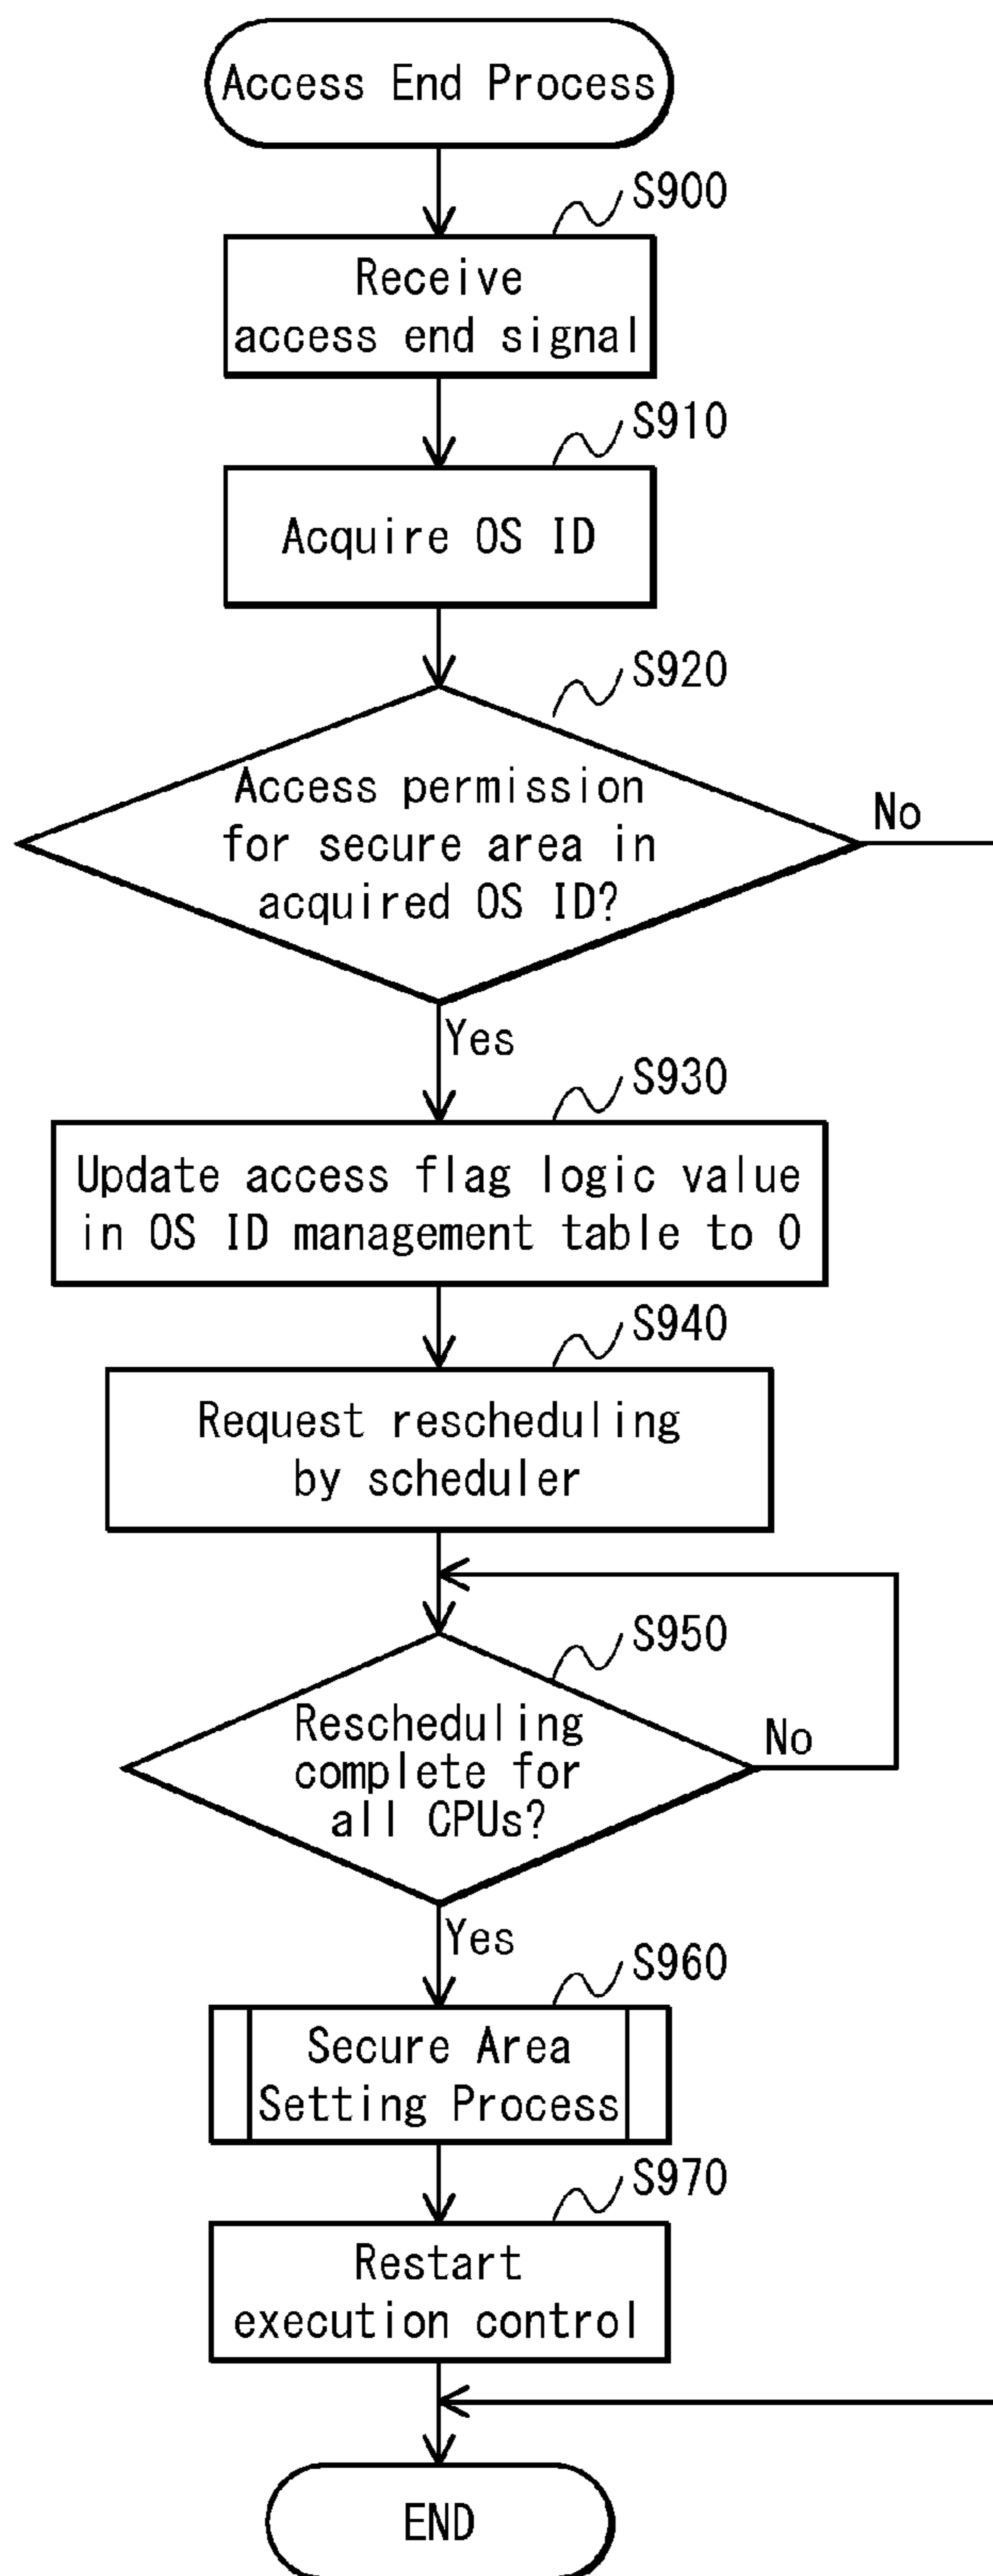 Access End Process
S900
Receive
access end signal
S910
Acquire OS ID
S920
Access permission
for secure area in
acquired OS ID?
No
Yes
S930
Update access flag logic value
in OS ID management table to 0
S940
Request rescheduling
by scheduler
S950
Rescheduling
complete for
all CPUs?
No
Yes
S960
Secure Area
Setting Process
S970
Restart
execution control
END